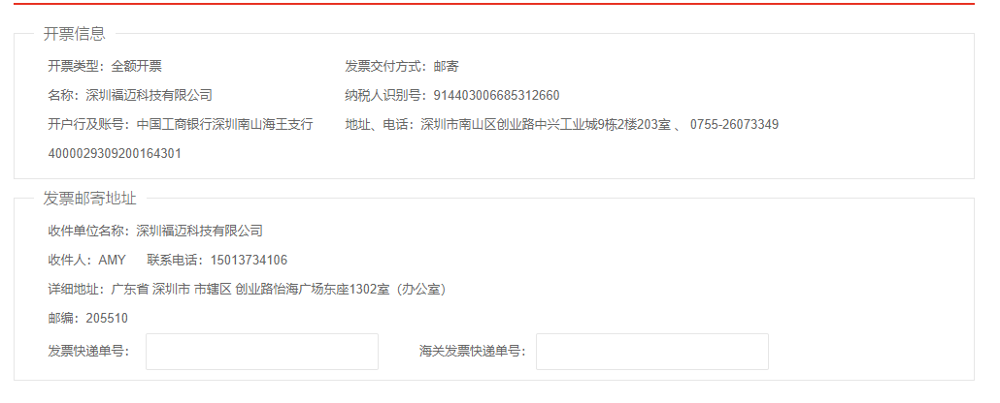 开票信息
开票类型：全额开票 发票交付方式：邮寄
名称：深圳福迈科技有限公司 纳税人识别号：914403006685312660
开户行及账号：中国工商银行深圳南山海王支行 地址、电话：深圳市南山区创业路中兴工业城9栋2楼203室 、 0755-26073349
4000029309200164301
发票邮寄地址
收件单位名称：深圳福迈科技有限公司
收件人：AMY 联系电话：15013734106
详细地址：广东省 深圳市 市辖区 创业路怡海广场东座1302室（办公室）
邮编：205510
发票快递单号： 海关发票快递单号：